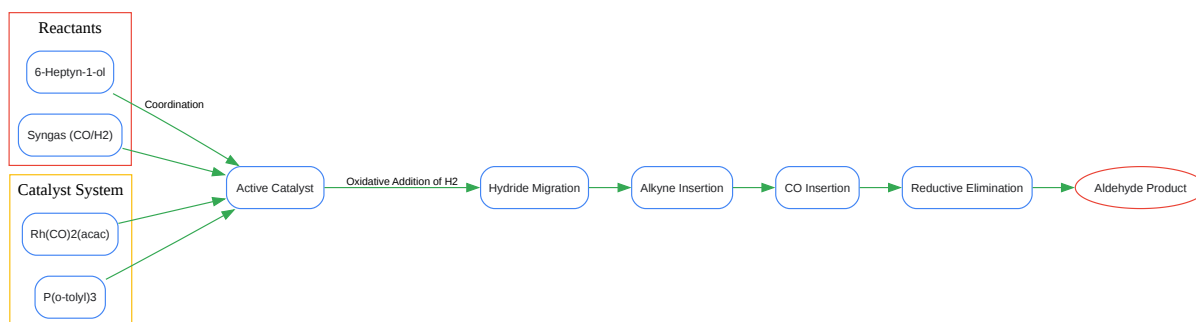 Reactants
6-Heptyn-1-ol
Coordination
Syngas (CO/H2)
Catalyst System
Rh(CO)2(acac)
P(o-tolyl)3
Active Catalyst
Oxidative Addition of H2
Hydride Migration
Alkyne Insertion
CO Insertion
Reductive Elimination
Aldehyde Product